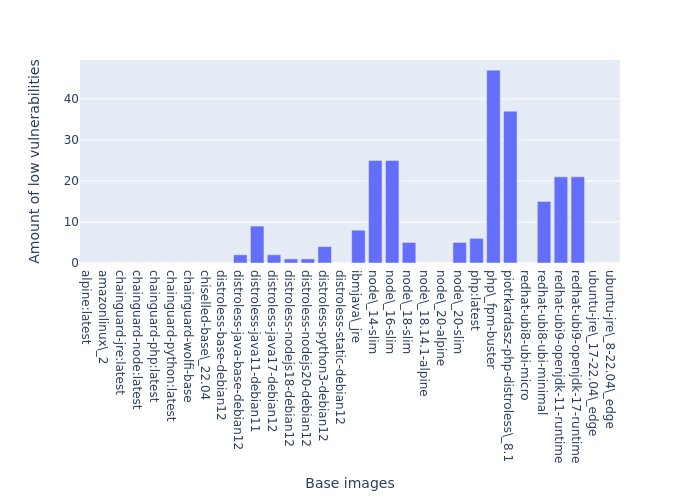 Amount of low vulnerabilities
40
30
20
10
0
alpine:latest
amazonlinux\_2
chainguard-jre:latest
chainguard-node:latest
chainguard-php:latest
chainguard-python:latest
chainguard-wolfi-base
chiselled-base\_22.04
distroless-base-debian12
distroless-java-base-debian12
distroless-java11-debian11
distroless-java17-debian12
distroless-nodejs18-debian12
distroless-nodejs20-debian12
distroless-python3-debian12
distroless-static-debian12
ibmjava\_jre
node\_14-slim
node\_16-slim
node\_18-slim
node\_18.14.1-alpine
node\_20-alpine
node\_20-slim
php:latest
php\_fpm-buster
piotrkardasz-php-distroless\_8.1
redhat-ubi8-ubi-micro
redhat-ubi8-ubi-minimal
redhat-ubi9-openjdk-11-runtime
redhat-ubi9-openjdk-17-runtime
ubuntu-jre\_17-22.04\_edge
ubuntu-jre\_8-22.04\_edge
Base images